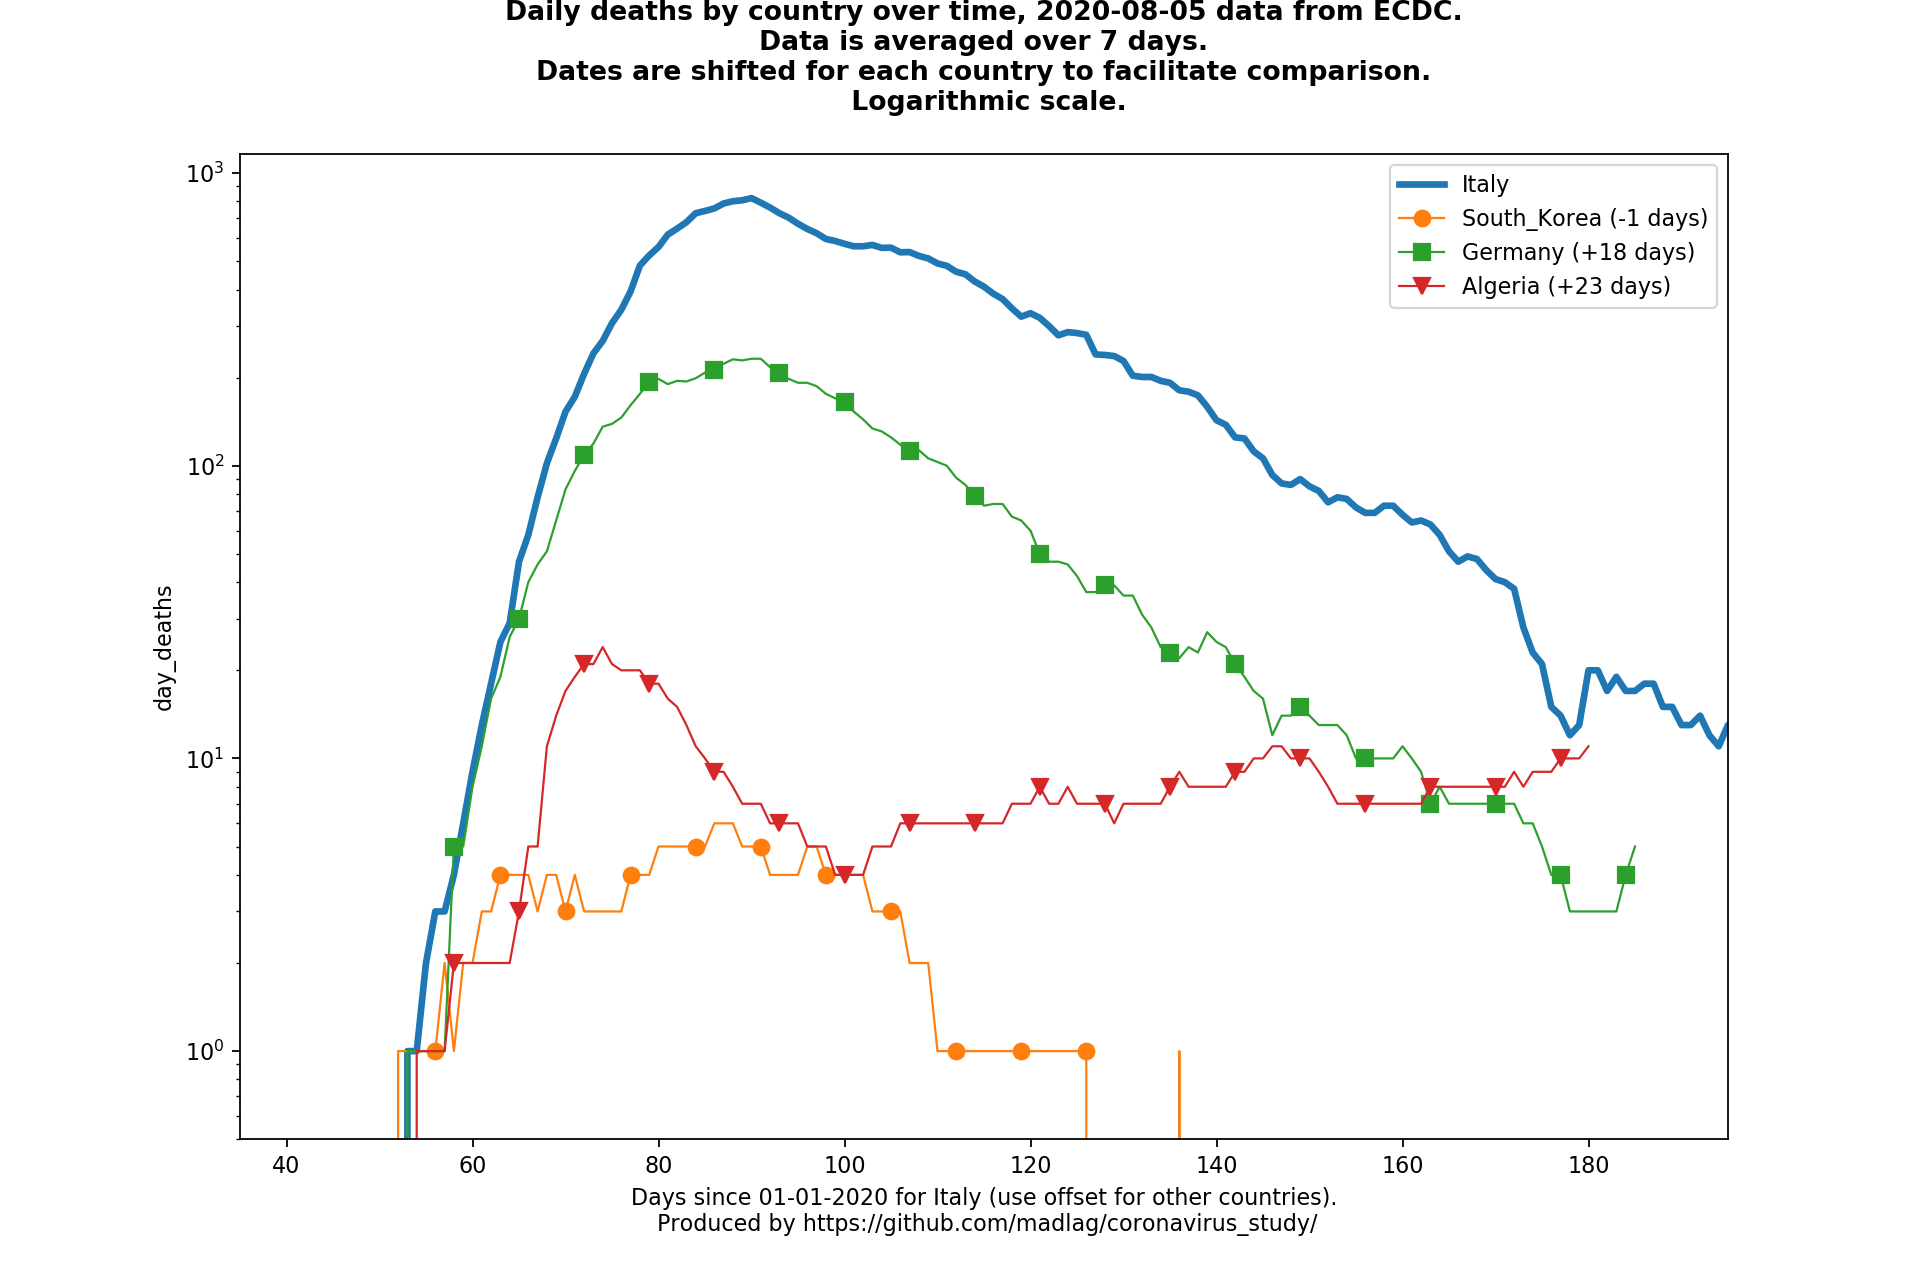 Daily deaths by country over time, 2020-08-05 data from ECDC.
Data is averaged over 7 days.
Dates are shifted for each country to facilitate comparison.
Logarithmic scale.
10³
10²
10¹
10⁰
day_deaths
Italy
South_Korea (-1 days)
Germany (+18 days)
Algeria (+23 days)
40 60 80 100 120 140 160 180
Days since 01-01-2020 for Italy (use offset for other countries).
Produced by https://github.com/madlag/coronavirus_study/